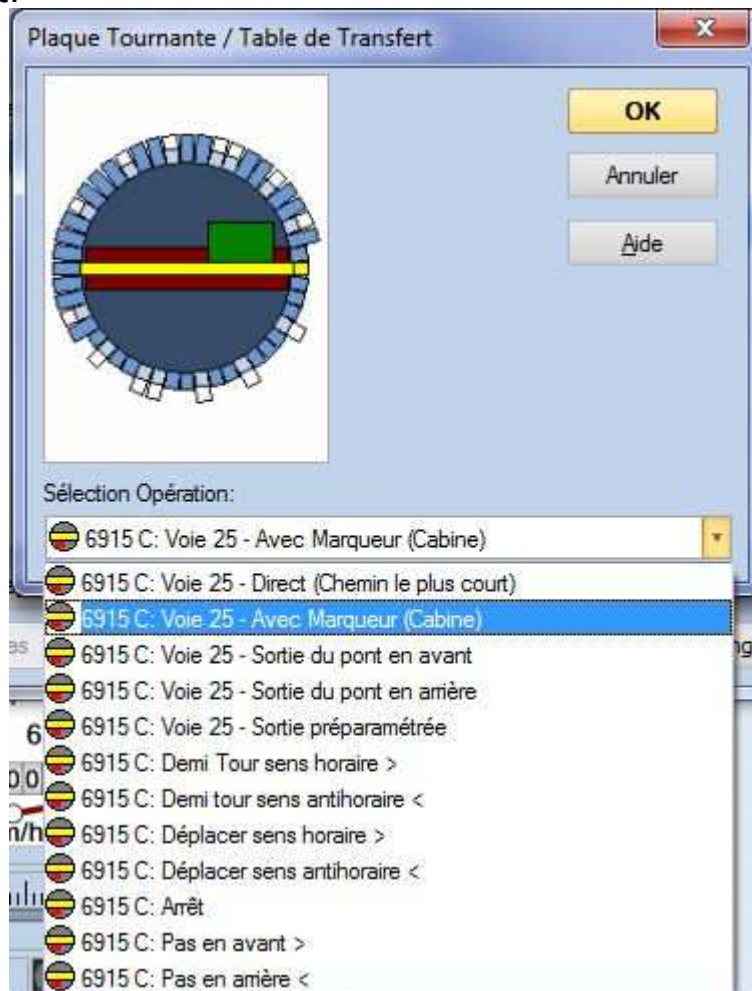 t.
Plaque Tournante / Table de Transfert
OK
Annuler
Aide
Sélection Opération:
6915 C: Voie 25 - Avec Marqueur (Cabine)
6915 C: Voie 25 - Direct (Chemin le plus court)
6915 C: Voie 25 - Avec Marqueur (Cabine)
6915 C: Voie 25 - Sortie du pont en avant
6915 C: Voie 25 - Sortie du pont en arrière
6915 C: Voie 25 - Sortie préparamétrée
6915 C: Demi Tour sens horaire >
6915 C: Demi tour sens antihoraire <
6915 C: Déplacer sens horaire >
6915 C: Déplacer sens antihoraire <
6915 C: Arrêt
6915 C: Pas en avant >
6915 C: Pas en arrière <